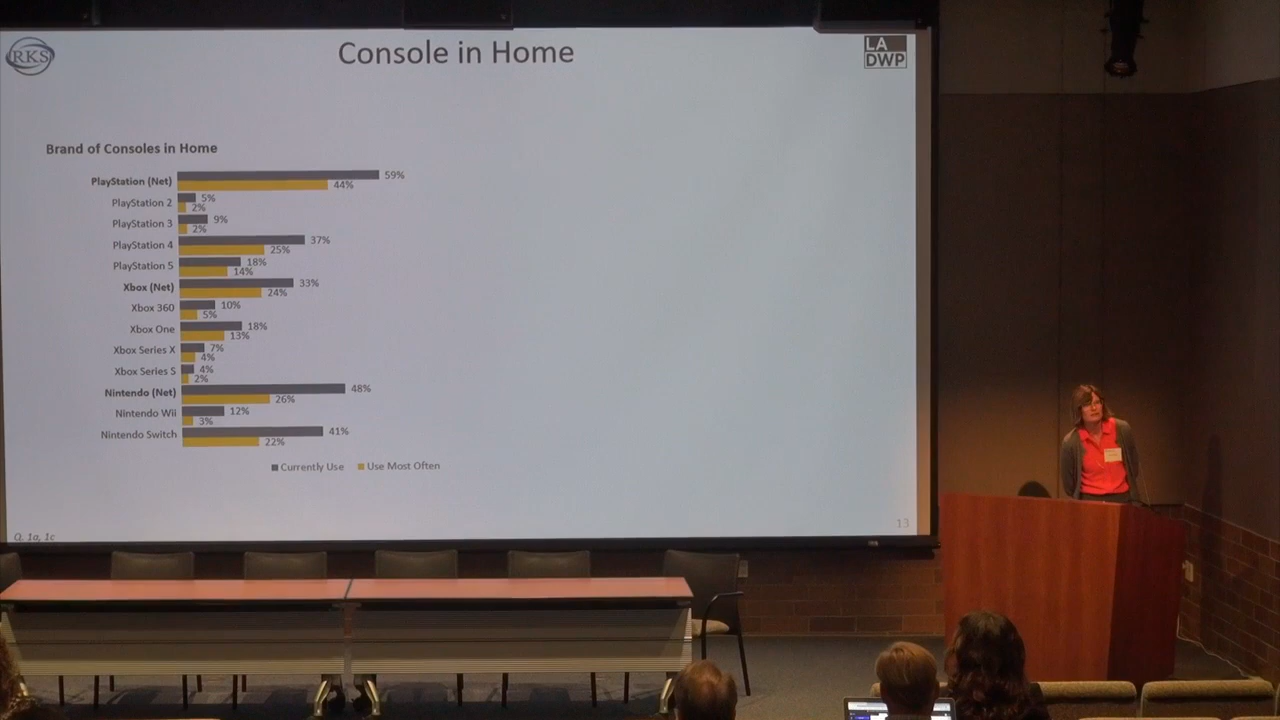 RKS
Console in Home
LA
DWP
Brand of Consoles in Home
PlayStation (Net) 59% 44%
PlayStation 2 5% 2%
PlayStation 3 9% 2%
PlayStation 4 37% 25%
PlayStation 5 18% 14%
Xbox (Net) 33% 24%
Xbox 360 10% 5%
Xbox One 18% 13%
Xbox Series X 7% 4%
Xbox Series S 4% 2%
Nintendo (Net) 48% 26%
Nintendo Wii 12% 3%
Nintendo Switch 41% 22%
Currently Use Use Most Often
Q. 1a, 1c
13